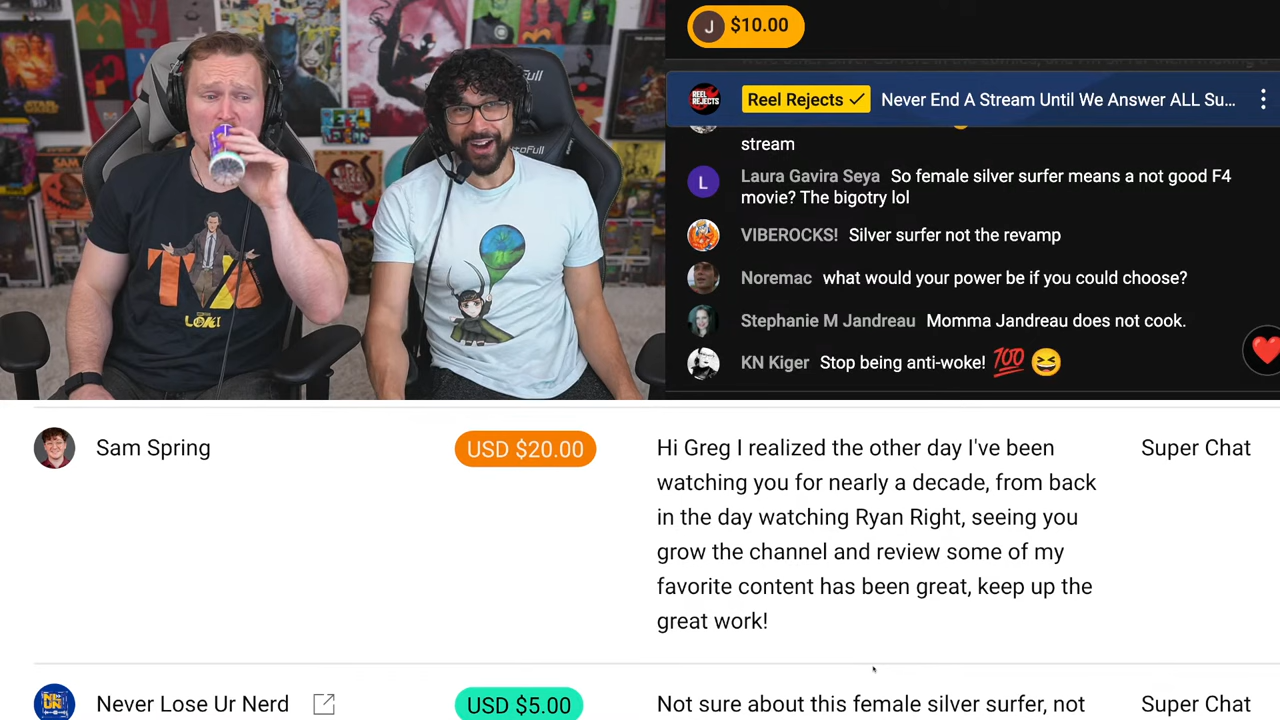 J $10.00
REEL REJECTS
Reel Rejects Never End A Stream Until We Answer ALL Su...
stream
L Laura Gavira Seya So female silver surfer means a not good F4
movie? The bigotry lol
VIBEROCKS! Silver surfer not the revamp
Noremac what would your power be if you could choose?
Stephanie M Jandreau Momma Jandreau does not cook.
KN Kiger Stop being anti-woke! 💯 😆
TVA
LOKI
Sam Spring
USD $20.00
Hi Greg I realized the other day I've been
watching you for nearly a decade, from back
in the day watching Ryan Right, seeing you
grow the channel and review some of my
favorite content has been great, keep up the
great work!
Super Chat
Never Lose Ur Nerd
USD $5.00
Not sure about this female silver surfer, not
Super Chat